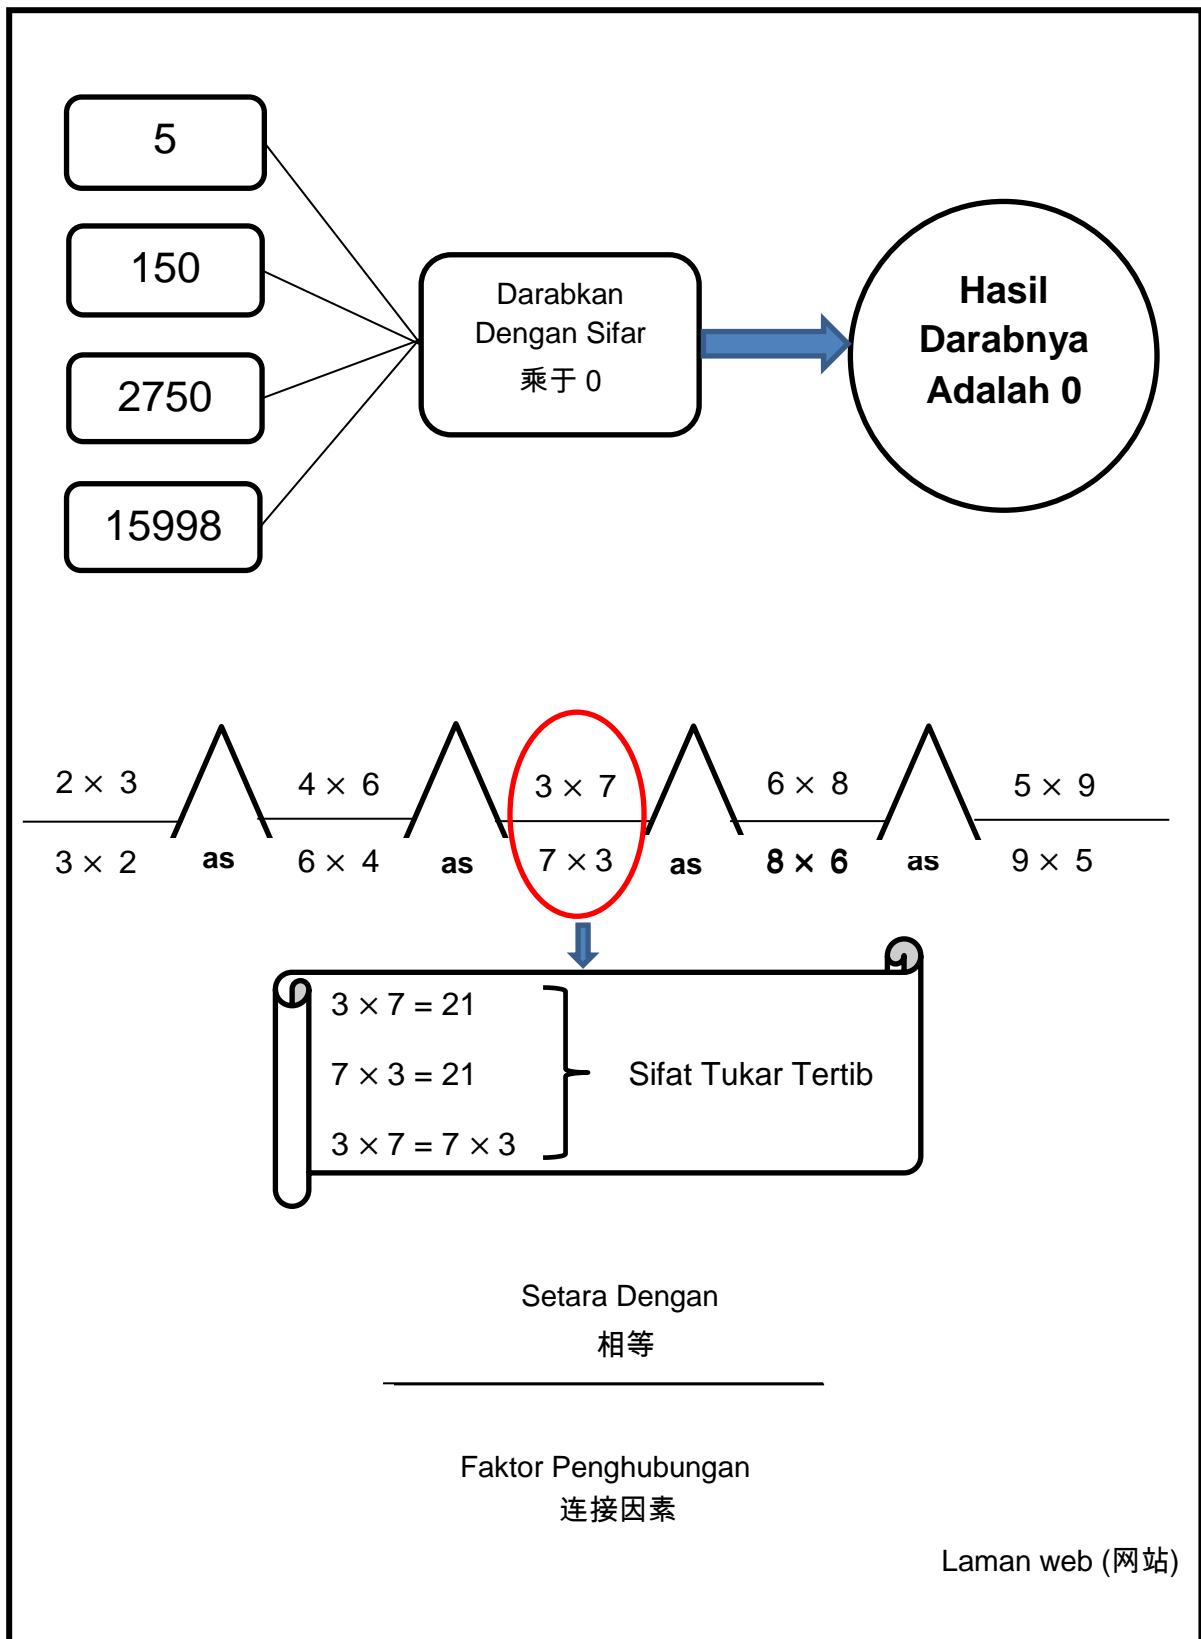 5
150
2750
15998
Darabkan
Dengan Sifar
乘于 0
Hasil
Darabnya
Adalah 0
2 × 3
4 × 6
3 × 7
6 × 8
5 × 9
3 × 2
as
6 × 4
as
7 × 3
as
8 × 6
as
9 × 5
3 × 7 = 21
7 × 3 = 21
Sifat Tukar Tertib
3 × 7 = 7 × 3
Setara Dengan
相等
Faktor Penghubungan
连接因素
Laman web (网站)